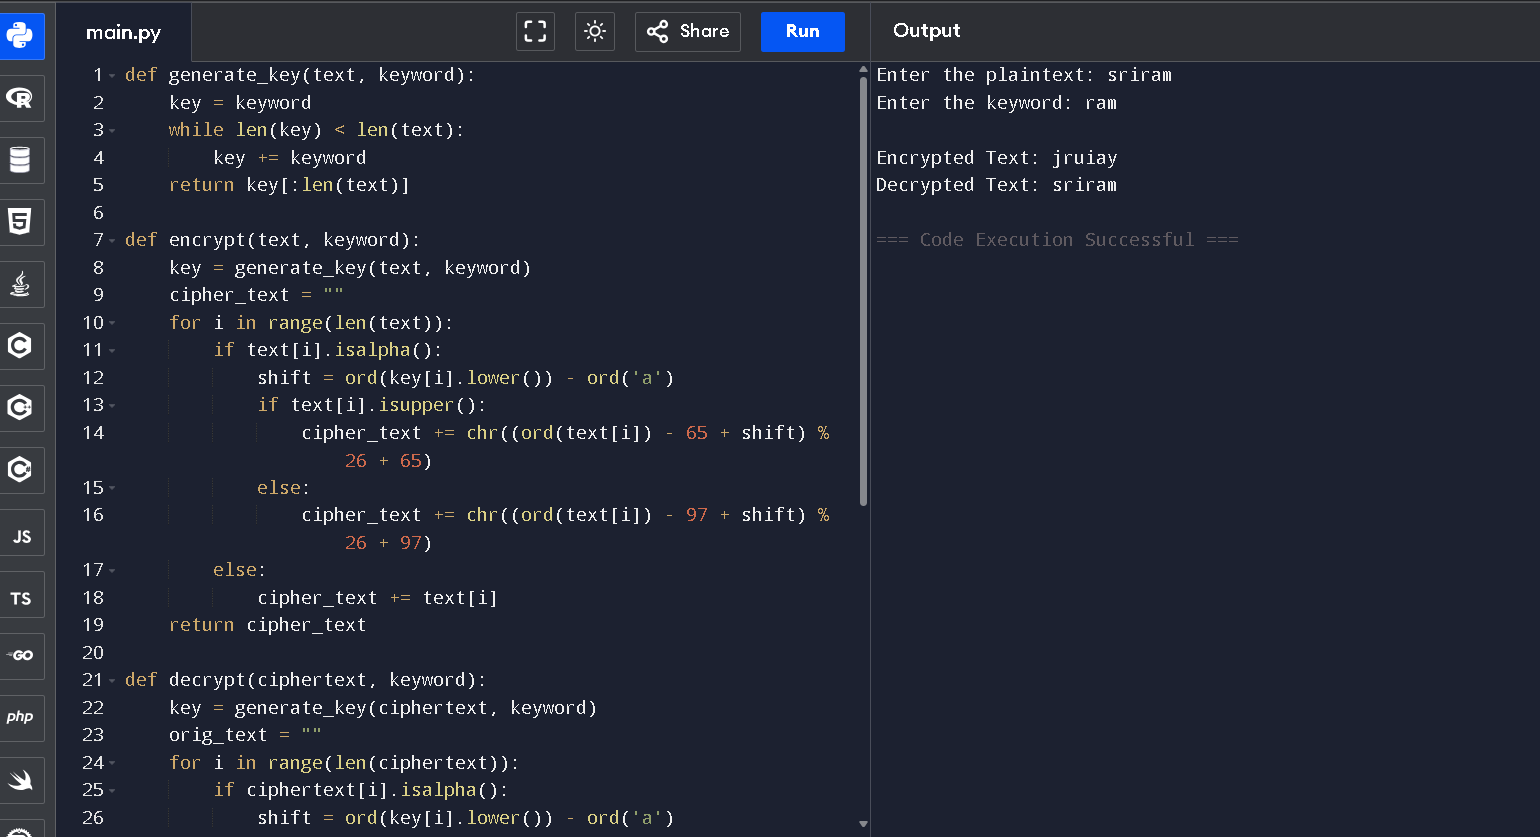 main.py
Share
Run
Output
1 def generate_key(text, keyword):
2     key = keyword
3     while len(key) < len(text):
4         key += keyword
5     return key[:len(text)]
6
7 def encrypt(text, keyword):
8     key = generate_key(text, keyword)
9     cipher_text = ""
10     for i in range(len(text)):
11         if text[i].isalpha():
12             shift = ord(key[i].lower()) - ord('a')
13             if text[i].isupper():
14                 cipher_text += chr((ord(text[i]) - 65 + shift) %
26 + 65)
15             else:
16                 cipher_text += chr((ord(text[i]) - 97 + shift) %
26 + 97)
17         else:
18             cipher_text += text[i]
19     return cipher_text
20
21 def decrypt(ciphertext, keyword):
22     key = generate_key(ciphertext, keyword)
23     orig_text = ""
24     for i in range(len(ciphertext)):
25         if ciphertext[i].isalpha():
26             shift = ord(key[i].lower()) - ord('a')
Enter the plaintext: sriram
Enter the keyword: ram
Encrypted Text: jruiay
Decrypted Text: sriram
=== Code Execution Successful ===
R
5
C
C
C
JS
TS
GO
php